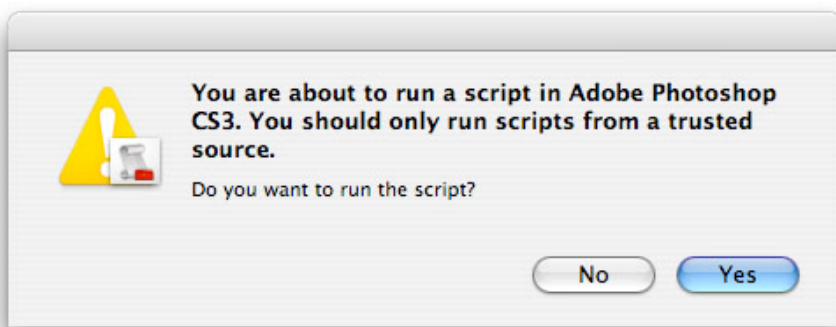 You are about to run a script in Adobe Photoshop
CS3. You should only run scripts from a trusted
source.
Do you want to run the script?
No
Yes